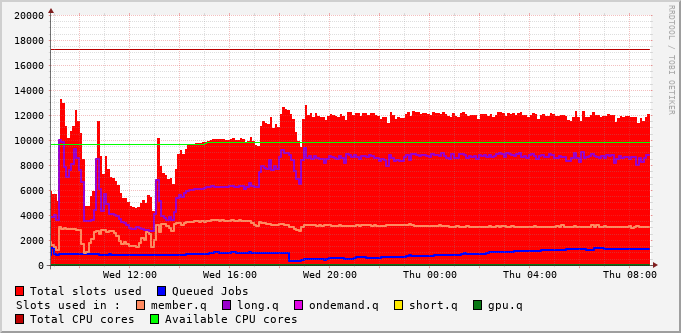 20000
18000
16000
14000
12000
10000
8000
6000
4000
2000
0
Wed 12:00 Wed 16:00 Wed 20:00 Thu 00:00 Thu 04:00 Thu 08:00
Total slots used Queued Jobs
Slots used in : member.q long.q ondemand.q short.q gpu.q
Total CPU cores Available CPU cores
RRDTOOL / TOBI OETIKER